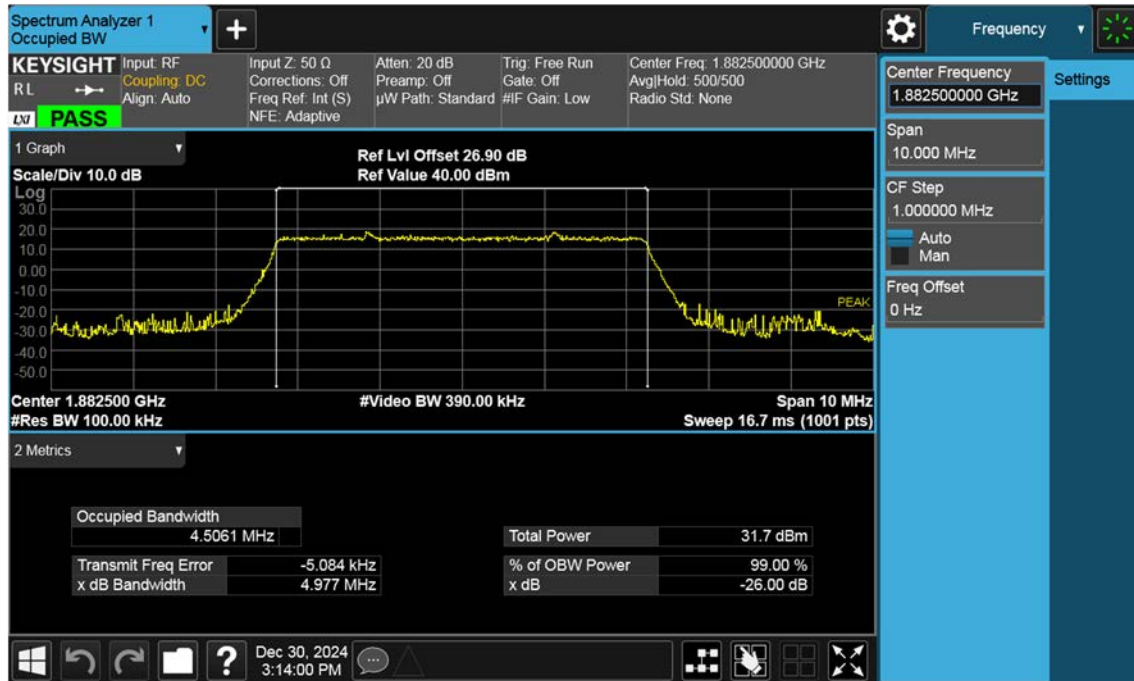 Spectrum Analyzer 1
Occupied BW
+
Frequency
KEYSIGHT
R L
LXI PASS
Input: RF
Coupling: DC
Align: Auto
Input Z: 50 Ω
Corrections: Off
Freq Ref: Int (S)
NFE: Adaptive
Atten: 20 dB
Preamp: Off
µW Path: Standard
Trig: Free Run
Gate: Off
#IF Gain: Low
Center Freq: 1.882500000 GHz
Avg|Hold: 500/500
Radio Std: None
Center Frequency
1.882500000 GHz
Settings
Span
10.000 MHz
CF Step
1.000000 MHz
Auto
Man
Freq Offset
0 Hz
1 Graph
Ref Lvl Offset 26.90 dB
Scale/Div 10.0 dB
Ref Value 40.00 dBm
Log
30.0
20.0
10.0
0.00
-10.0
-20.0
-30.0
-40.0
-50.0
PEAK
Center 1.882500 GHz
#Video BW 390.00 kHz
Span 10 MHz
#Res BW 100.00 kHz
Sweep 16.7 ms (1001 pts)
2 Metrics
Occupied Bandwidth
4.5061 MHz
Total Power 31.7 dBm
Transmit Freq Error -5.084 kHz
% of OBW Power 99.00 %
x dB Bandwidth 4.977 MHz
x dB -26.00 dB
?
Dec 30, 2024
3:14:00 PM